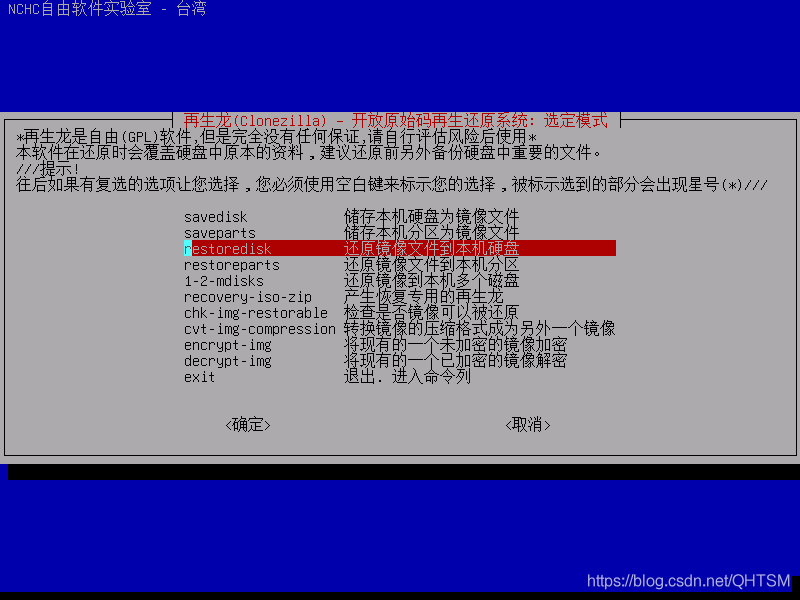 NCHC自由软件实验室 - 台湾
再生龙(Clonezilla) - 开放原始码再生还原系统: 选定模式
*再生龙是自由(GPL)软件,但是完全没有任何保证,请自行评估风险后使用*
本软件在还原时会覆盖硬盘中原本的资料,建议还原前另外备份硬盘中重要的文件。
///提示!
往后如果有复选的选项让您选择,您必须使用空白键来标示您的选择,被标示选到的部分会出现星号(*)///
savedisk 储存本机硬盘为镜像文件
saveparts 储存本机分区为镜像文件
restoredisk 还原镜像文件到本机硬盘
restoreparts 还原镜像文件到本机分区
1-2-mdisks 还原镜像到本机多个磁盘
recovery-iso-zip 产生恢复专用的再生龙
chk-img-restorable 检查是否镜像可以被还原
cvt-img-compression 转换镜像的压缩格式成为另外一个镜像
encrypt-img 将现有的一个未加密的镜像加密
decrypt-img 将现有的一个已加密的镜像解密
exit 退出. 进入命令列
<确定> <取消>
https://blog.csdn.net/QHTSM